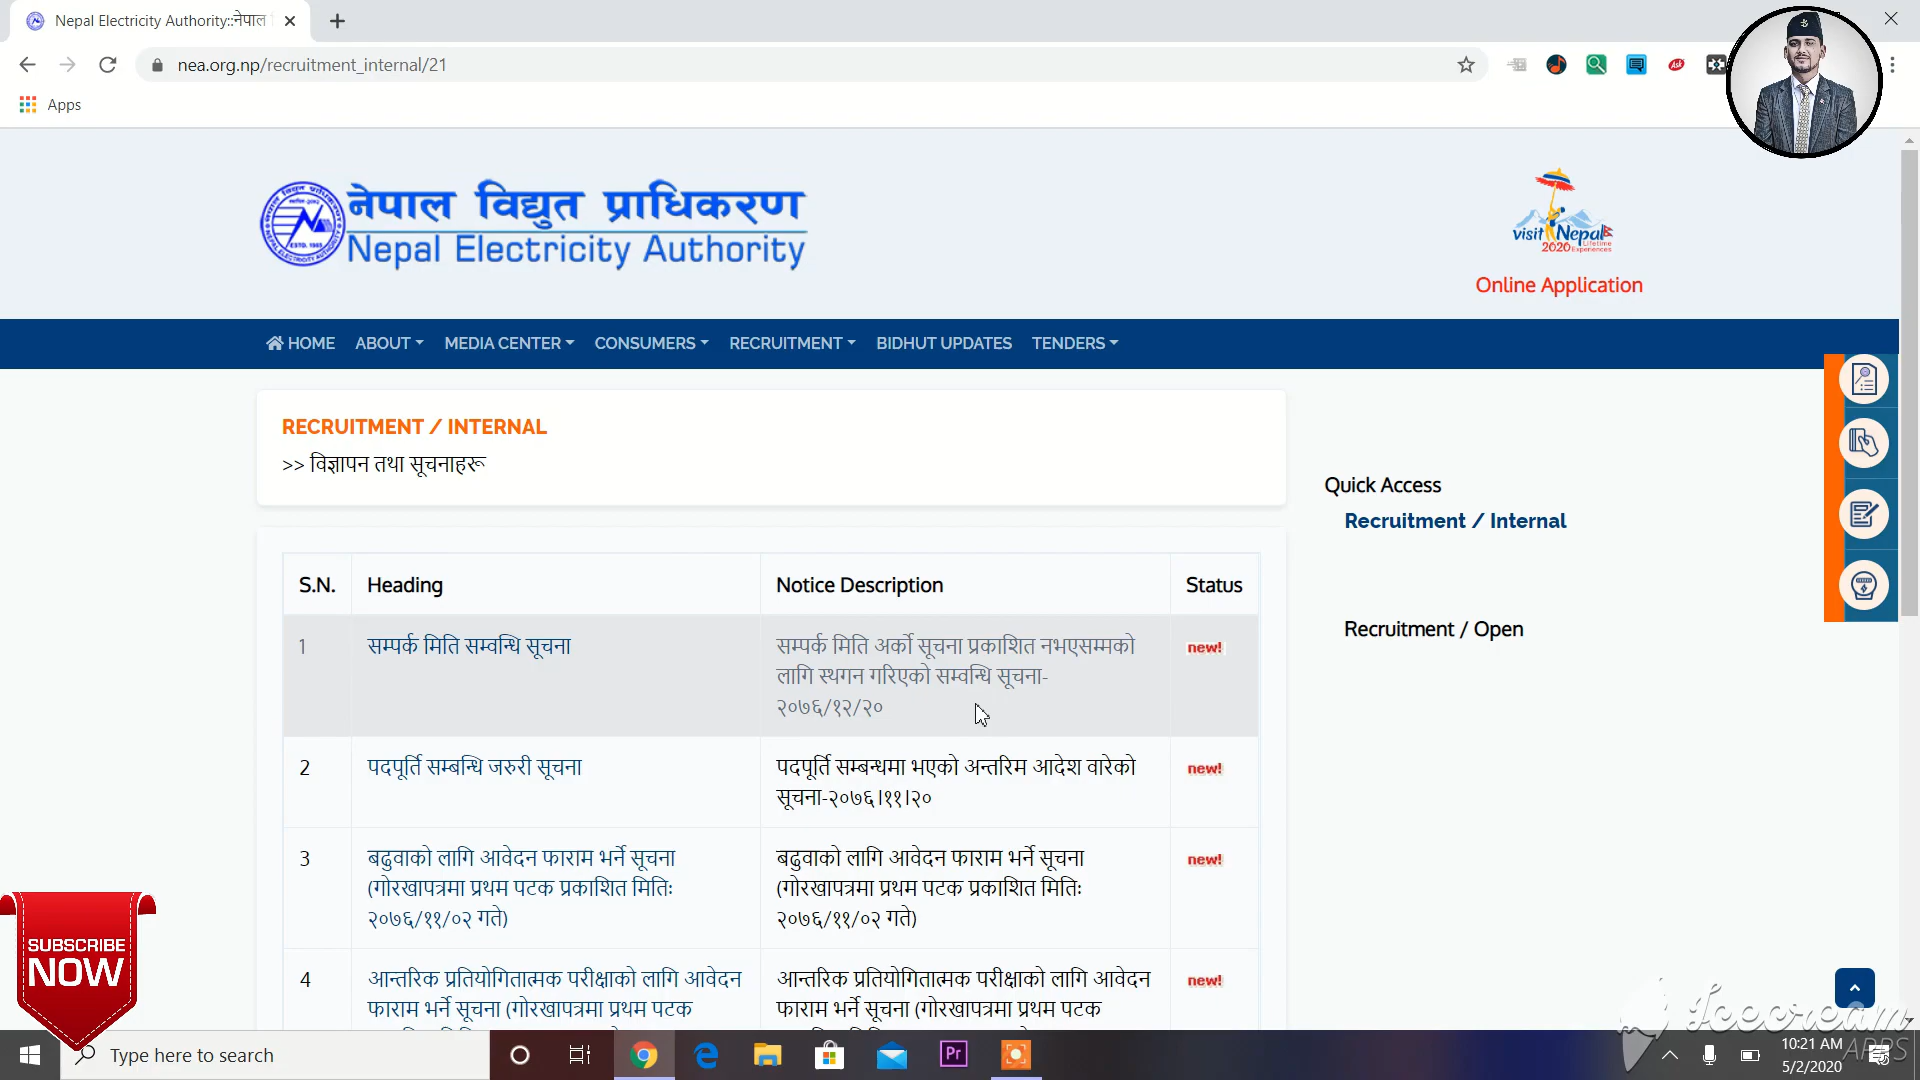 Nepal Electricity Authority::नेपाल
nea.org.np/recruitment_internal/21
Apps
नेपाल विद्युत प्राधिकरण
Nepal Electricity Authority
visit Nepal
2020
Lifetime
Experiences
Online Application
HOME ABOUT MEDIA CENTER CONSUMERS RECRUITMENT BIDHUT UPDATES TENDERS
RECRUITMENT / INTERNAL
>> विज्ञापन तथा सूचनाहरू
Quick Access
Recruitment / Internal
Recruitment / Open
S.N. Heading Notice Description Status
1 सम्पर्क मिति सम्वन्धि सूचना सम्पर्क मिति अर्को सूचना प्रकाशित नभएसम्मको new!
लागि स्थगन गरिएको सम्वन्धि सूचना-
२०७६/१२/२०
2 पदपूर्ति सम्बन्धि जरुरी सूचना पदपूर्ति सम्बन्धमा भएको अन्तरिम आदेश वारेको new!
सूचना-२०७६।११।२०
3 बढुवाको लागि आवेदन फाराम भर्ने सूचना बढुवाको लागि आवेदन फाराम भर्ने सूचना new!
(गोरखापत्रमा प्रथम पटक प्रकाशित मितिः (गोरखापत्रमा प्रथम पटक प्रकाशित मितिः
२०७६/११/०२ गते) २०७६/११/०२ गते)
4 आन्तरिक प्रतियोगितात्मक परीक्षाको लागि आवेदन आन्तरिक प्रतियोगितात्मक परीक्षाको लागि आवेदन new!
फाराम भर्ने सूचना (गोरखापत्रमा प्रथम पटक फाराम भर्ने सूचना (गोरखापत्रमा प्रथम पटक
SUBSCRIBE
NOW
Icecream
APPS
Type here to search
Pr
10:21 AM
5/2/2020